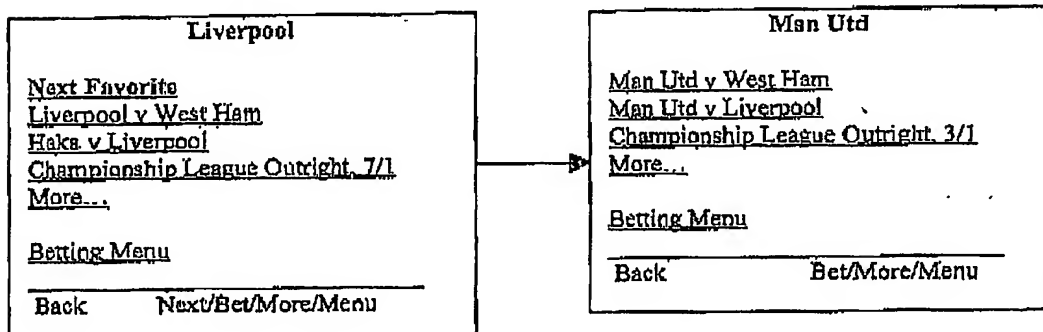 Liverpool
Next Favorite
Liverpool v West Ham
Haka v Liverpool
Championship League Outright, 7/1
More...
Betting Menu
Back Next/Bet/More/Menu
Man Utd
Man Utd v West Ham
Man Utd v Liverpool
Championship League Outright, 3/1
More...
Betting Menu
Back Bet/More/Menu